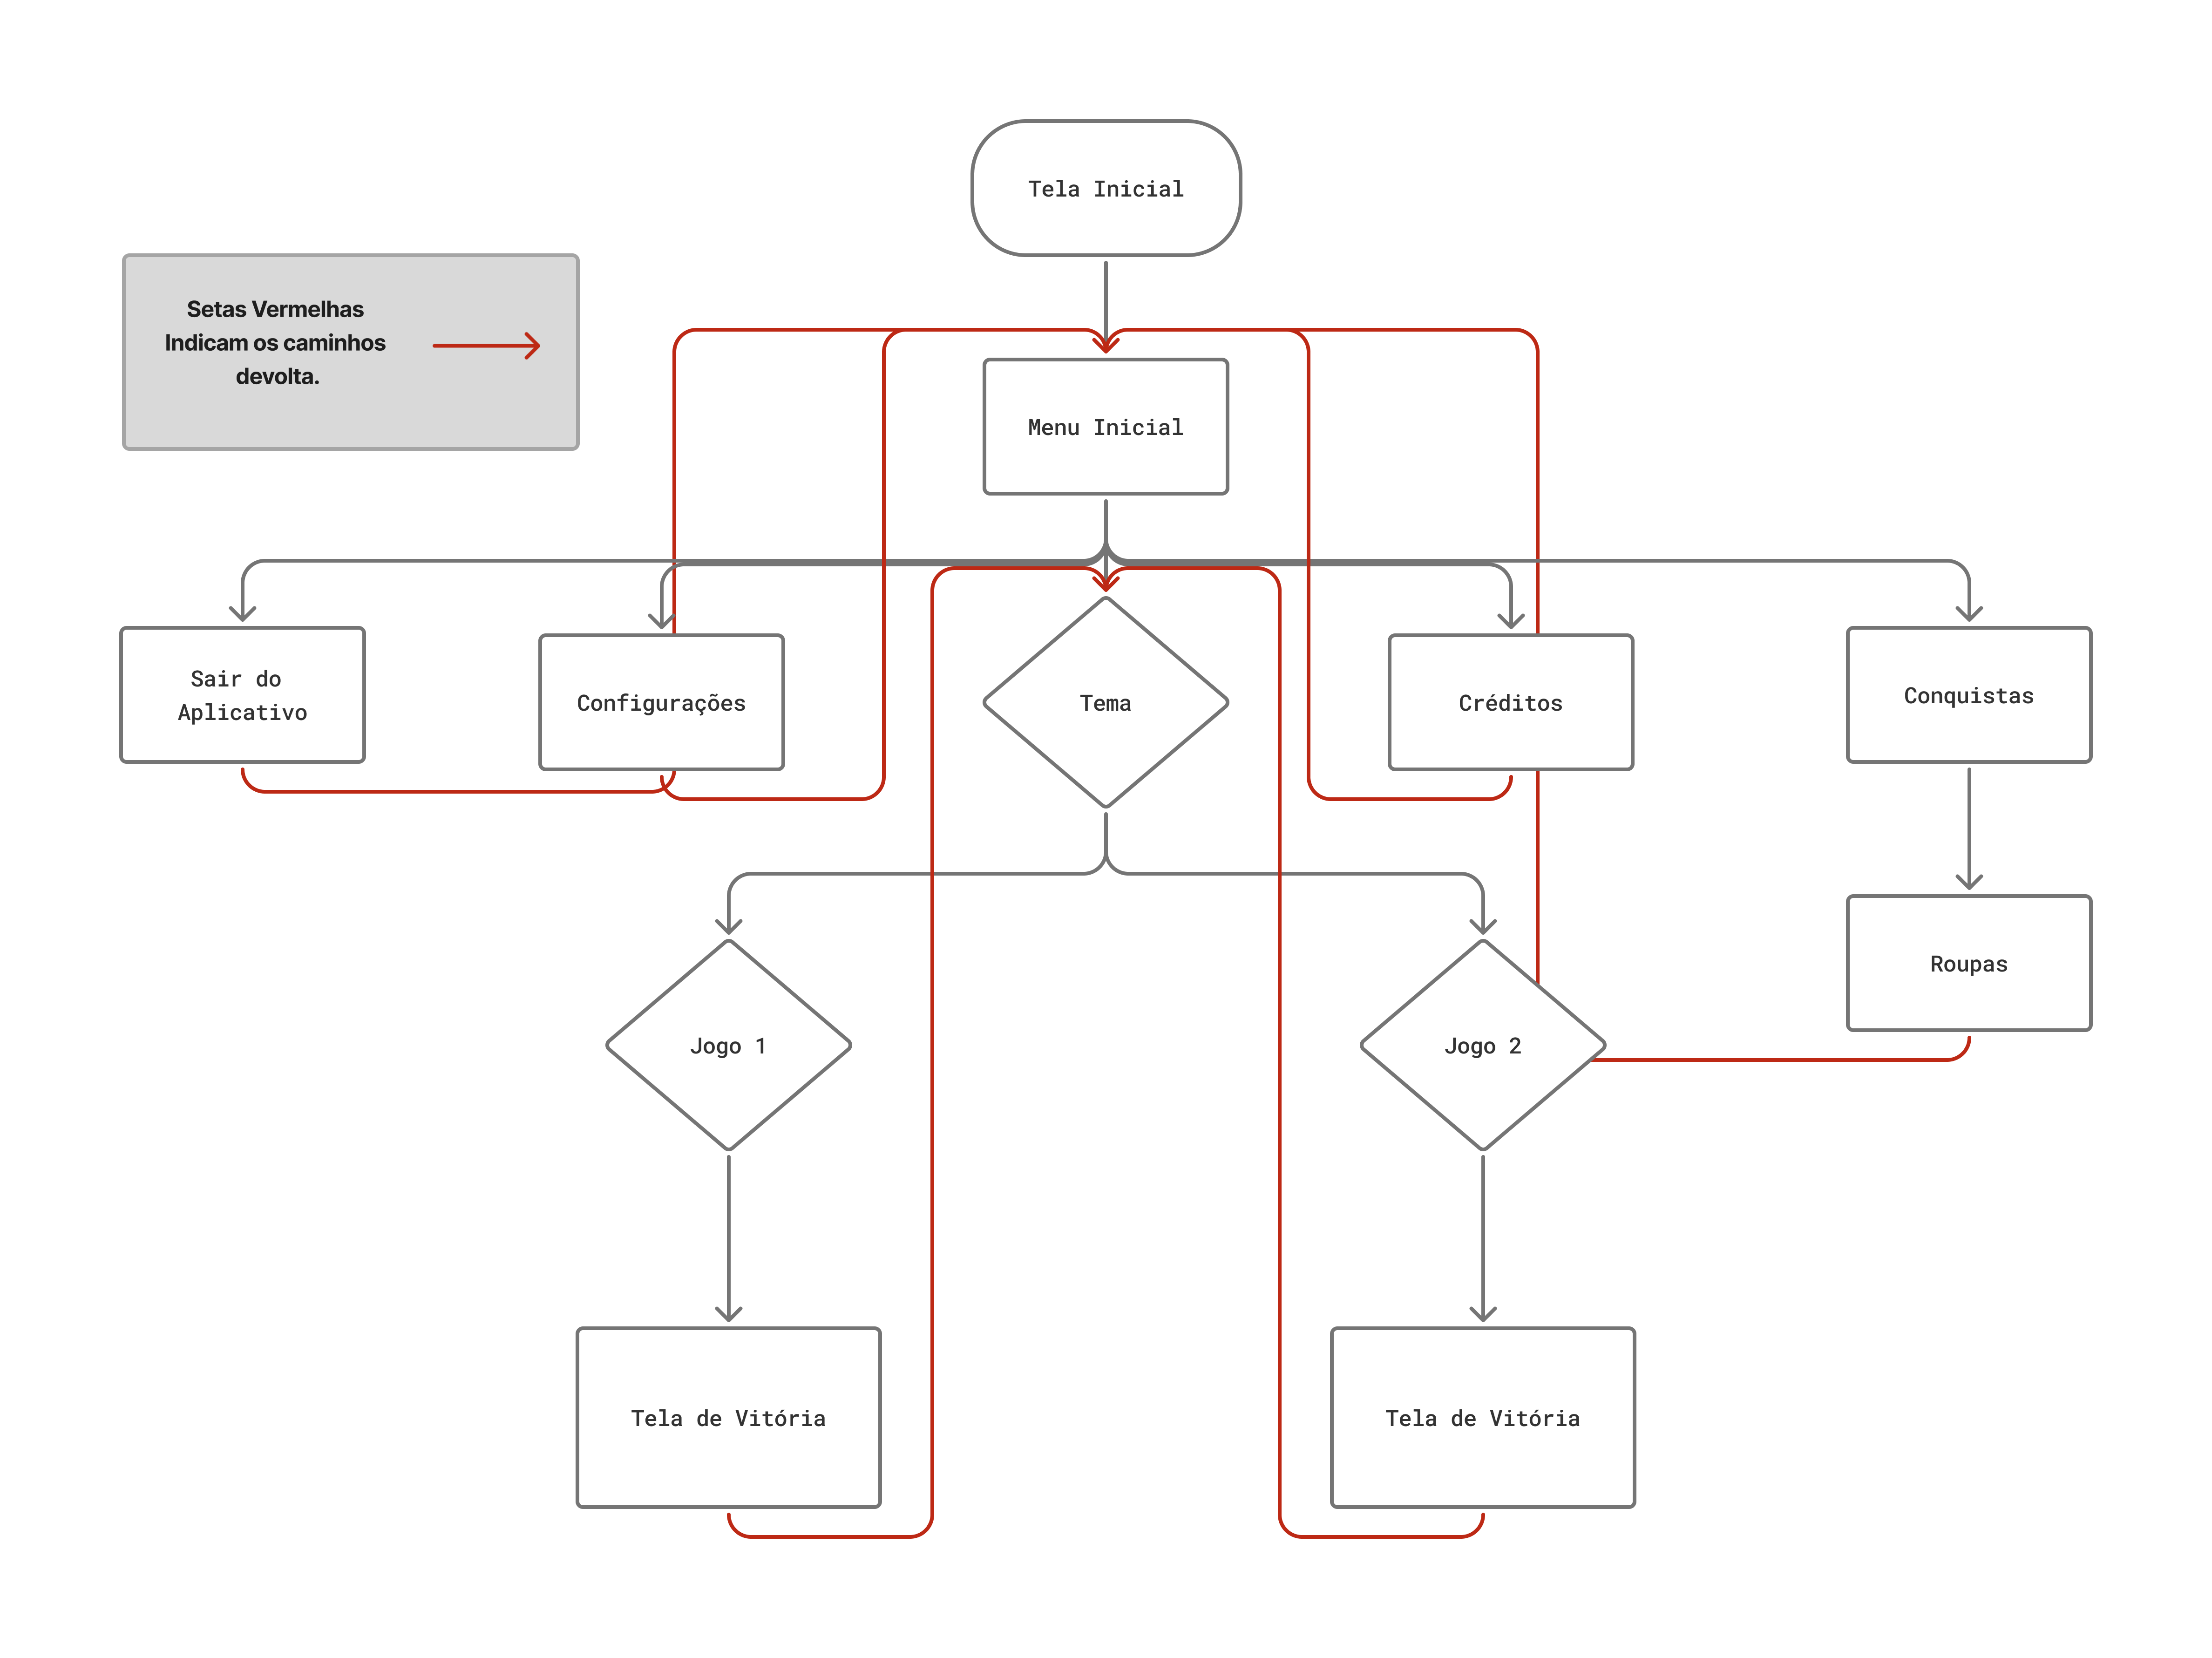 Tela Inicial
Setas Vermelhas
Indicam os caminhos
devolta.
Menu Inicial
Sair do
Aplicativo
Configurações
Tema
Créditos
Conquistas
Roupas
Jogo 1
Jogo 2
Tela de Vitória
Tela de Vitória